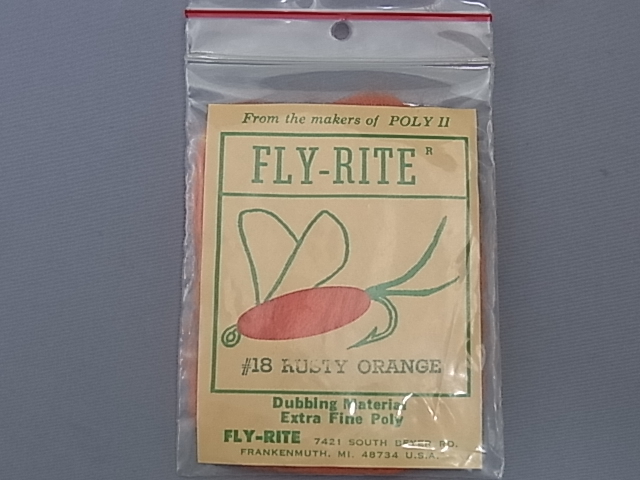 From the makers of POLY II
FLY-RITE R
#18 RUSTY ORANGE
Dubbing Material
Extra Fine Poly
FLY-RITE 7421 SOUTH BEYER RD.
FRANKENMUTH, MI. 48734 U.S.A.